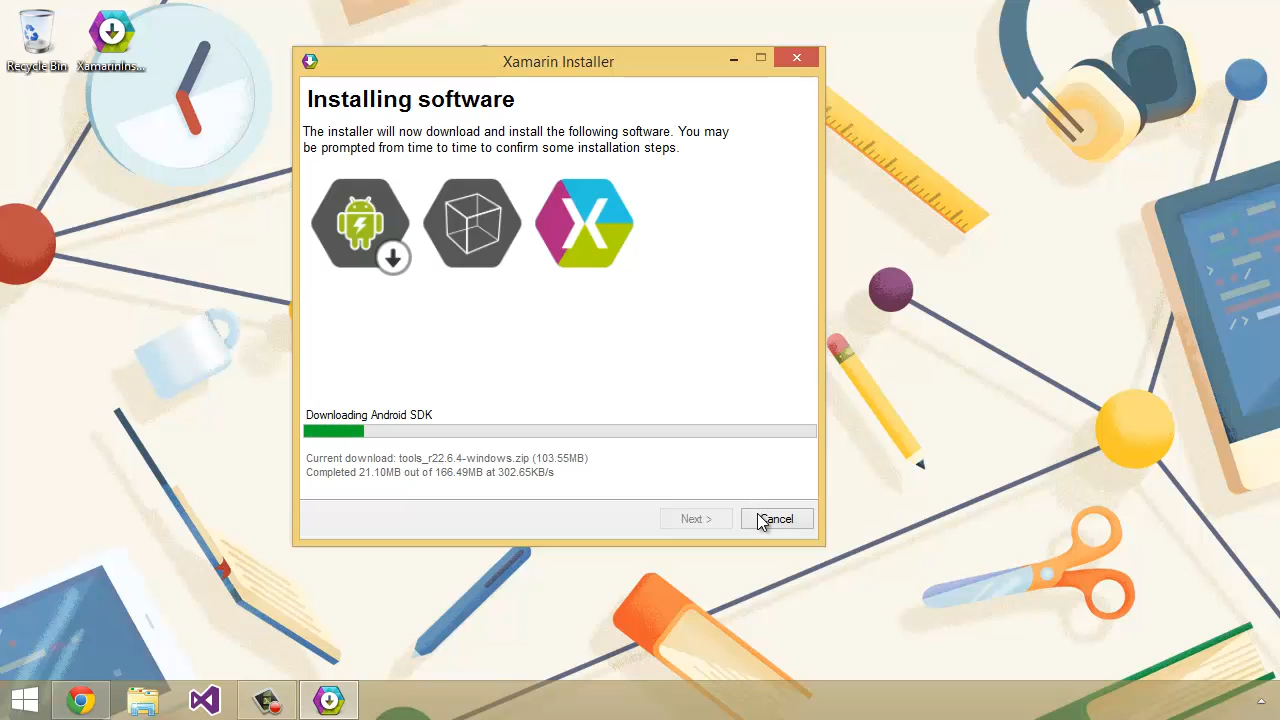 Recycle Bin
XamarinIns...
Xamarin Installer
Installing software
The installer will now download and install the following software. You may
be prompted from time to time to confirm some installation steps.
X
Downloading Android SDK
Current download: tools_r22.6.4-windows.zip (103.55MB)
Completed 21.10MB out of 166.49MB at 302.65KB/s
Next >
Cancel